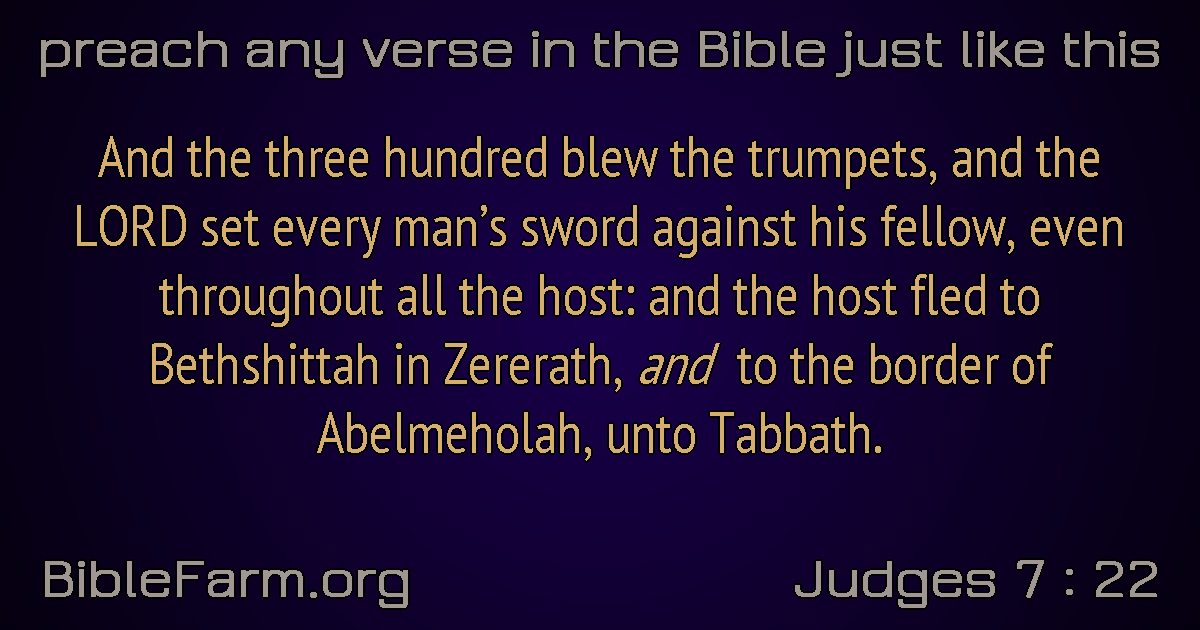 preach any verse in the Bible just like this
And the three hundred blew the trumpets, and the
LORD set every man’s sword against his fellow, even
throughout all the host: and the host fled to
Bethshittah in Zererath, and to the border of
Abelmeholah, unto Tabbath.
BibleFarm.org
Judges 7 : 22